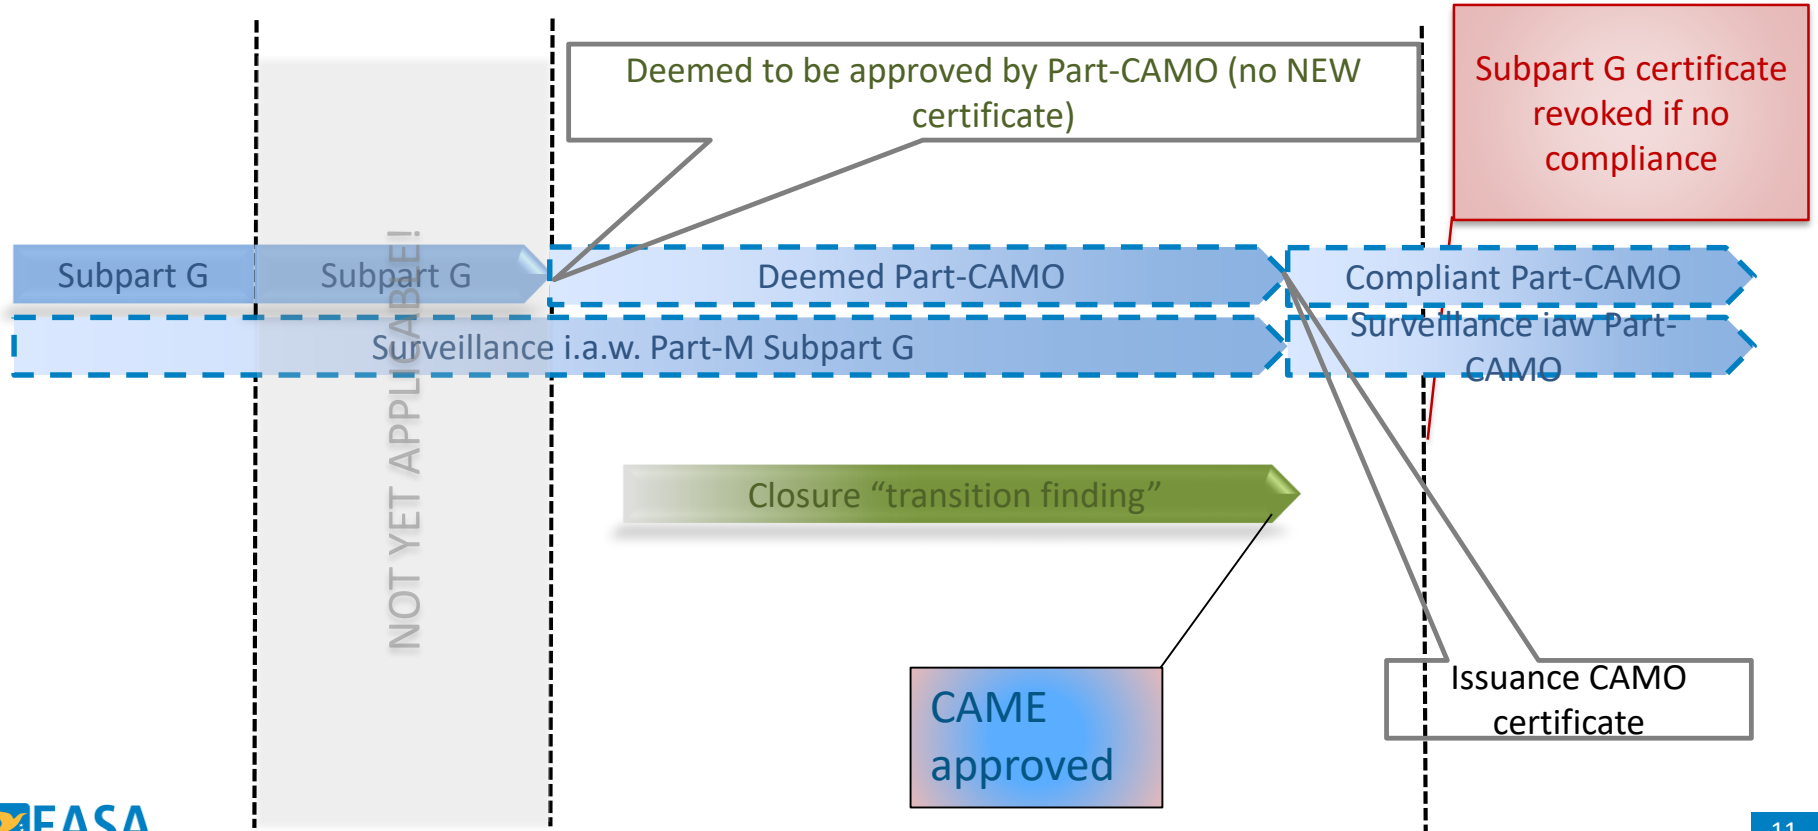 Deemed to be approved by Part-CAMO (no NEW
certificate)
Subpart G certificate
revoked if no
compliance
Subpart G
Subpart G
Deemed Part-CAMO
Compliant Part-CAMO
Surveillance i.a.w. Part-M Subpart G
Surveillance iaw Part-
CAMO
NOT YET APPLICABLE!
Closure “transition finding”
CAME
approved
Issuance CAMO
certificate
EASA
11